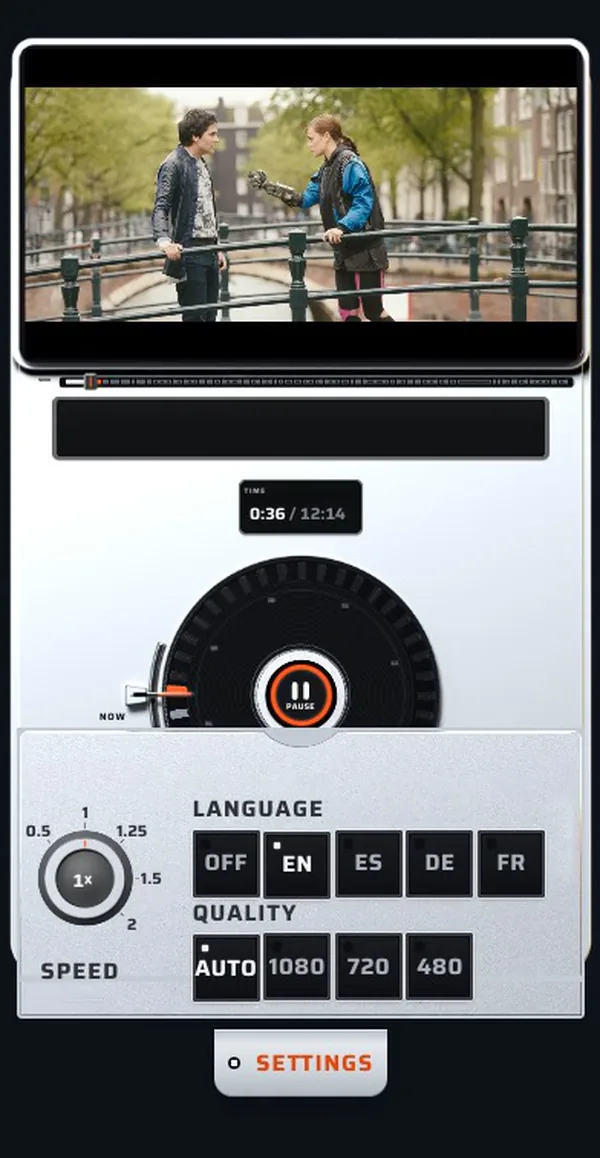 TIME
0:36 / 12:14
PAUSE
NOW
LANGUAGE
OFF EN ES DE FR
QUALITY
AUTO 1080 720 480
0.5 1 1.25 1.5 2
1x
SPEED
SETTINGS